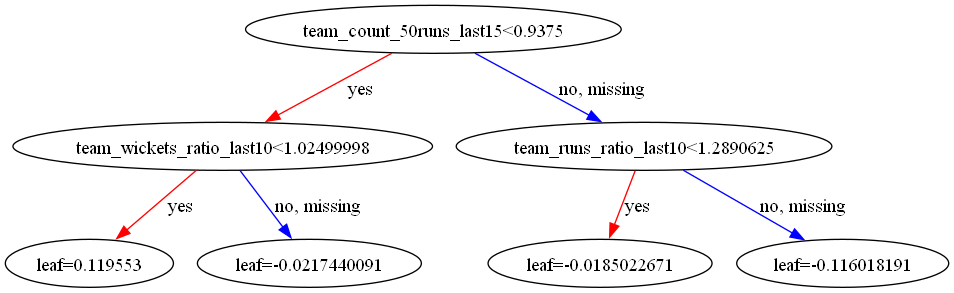 team_count_50runs_last15<0.9375
yes
no, missing
team_wickets_ratio_last10<1.02499998
team_runs_ratio_last10<1.2890625
yes
no, missing
yes
no, missing
leaf=0.119553
leaf=-0.0217440091
leaf=-0.0185022671
leaf=-0.116018191